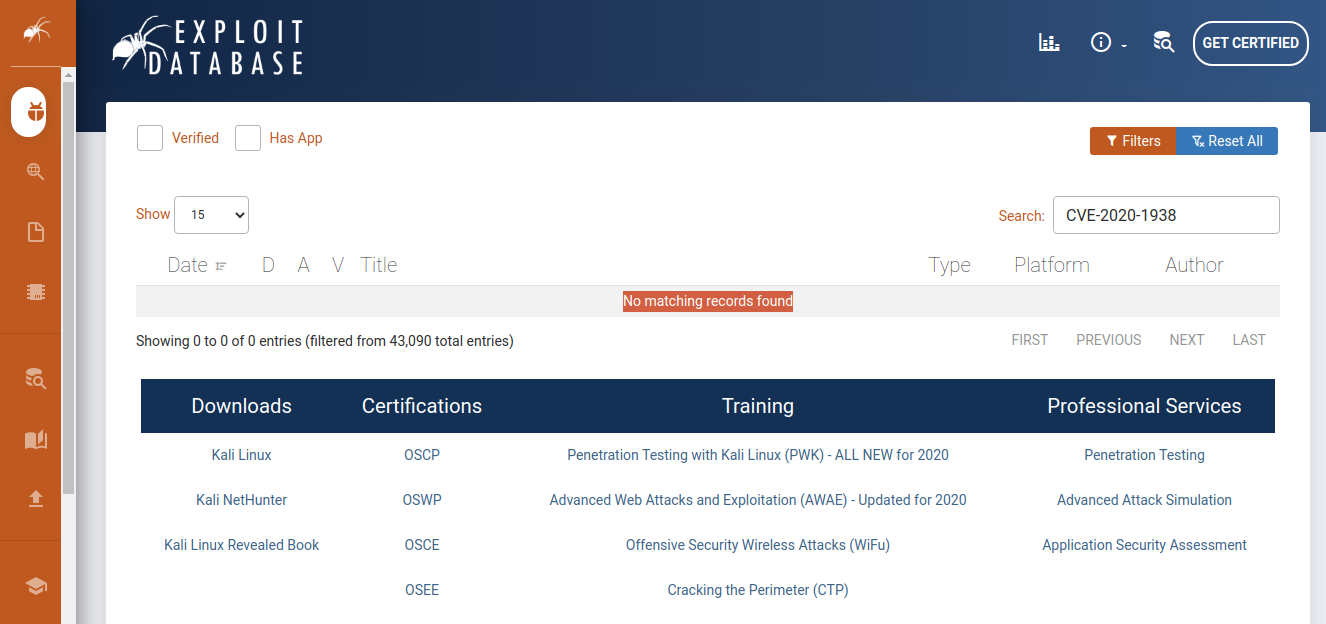 EXPLOIT
DATABASE
GET CERTIFIED
Verified Has App
Filters Reset All
Show 15 Search: CVE-2020-1938
Date D A V Title Type Platform Author
No matching records found
Showing 0 to 0 of 0 entries (filtered from 43,090 total entries) FIRST PREVIOUS NEXT LAST
Downloads Certifications Training Professional Services
Kali Linux OSCP Penetration Testing with Kali Linux (PWK) - ALL NEW for 2020 Penetration Testing
Kali NetHunter OSWP Advanced Web Attacks and Exploitation (AWAE) - Updated for 2020 Advanced Attack Simulation
Kali Linux Revealed Book OSCE Offensive Security Wireless Attacks (WiFu) Application Security Assessment
OSEE Cracking the Perimeter (CTP)